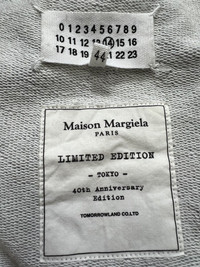 0 1 2 3 4 5 6 7 8 9
10 11 12 13 14 15 16
17 18 19 20 21 22 23
44
Maison Margiela
PARIS
LIMITED EDITION
- TOKYO -
40th Anniversary
Edition
TOMORROWLAND CO.,LTD